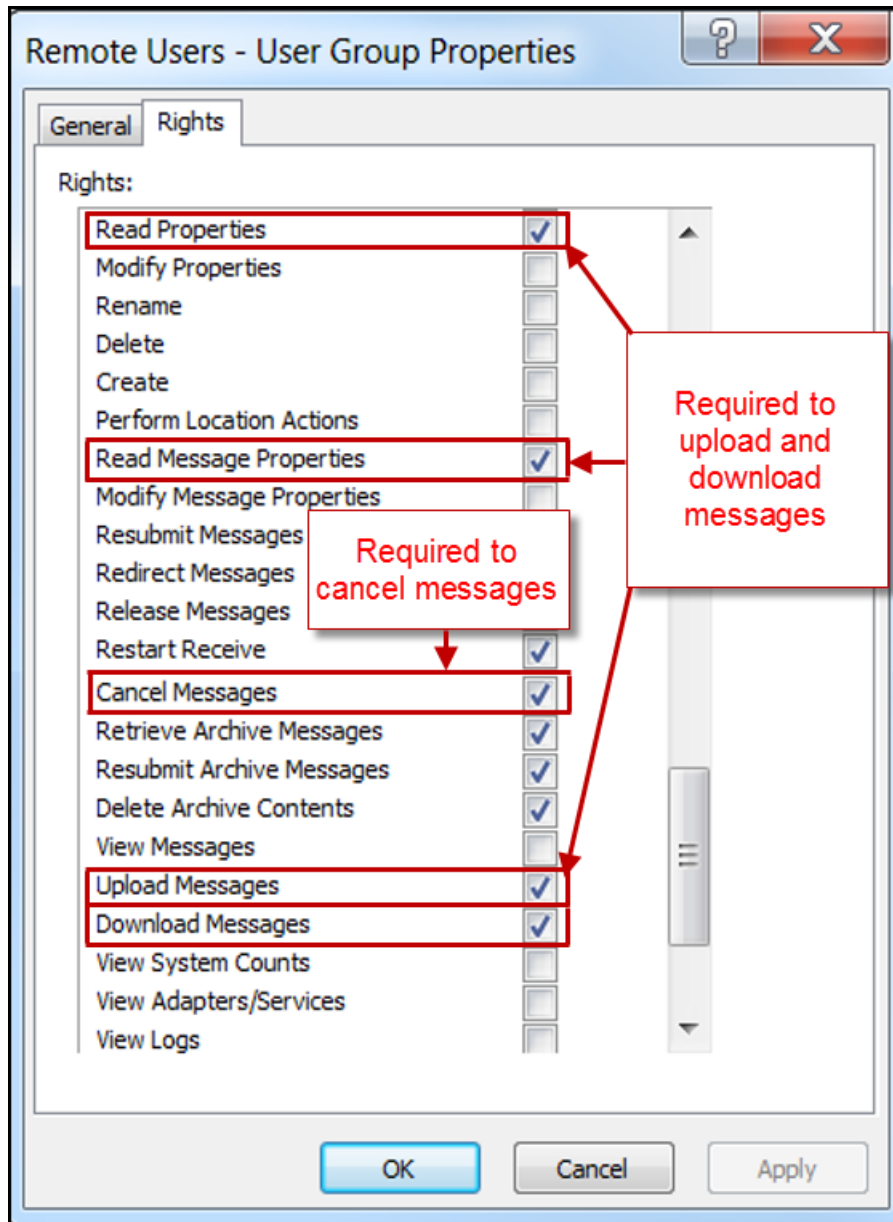 Remote Users - User Group Properties
General Rights
Rights:
Read Properties
Modify Properties
Rename
Delete
Create
Perform Location Actions
Read Message Properties
Modify Message Properties
Resubmit Messages
Redirect Messages
Release Messages
Restart Receive
Cancel Messages
Retrieve Archive Messages
Resubmit Archive Messages
Delete Archive Contents
View Messages
Upload Messages
Download Messages
View System Counts
View Adapters/Services
View Logs
Required to
upload and
download
messages
Required to
cancel messages
OK Cancel Apply